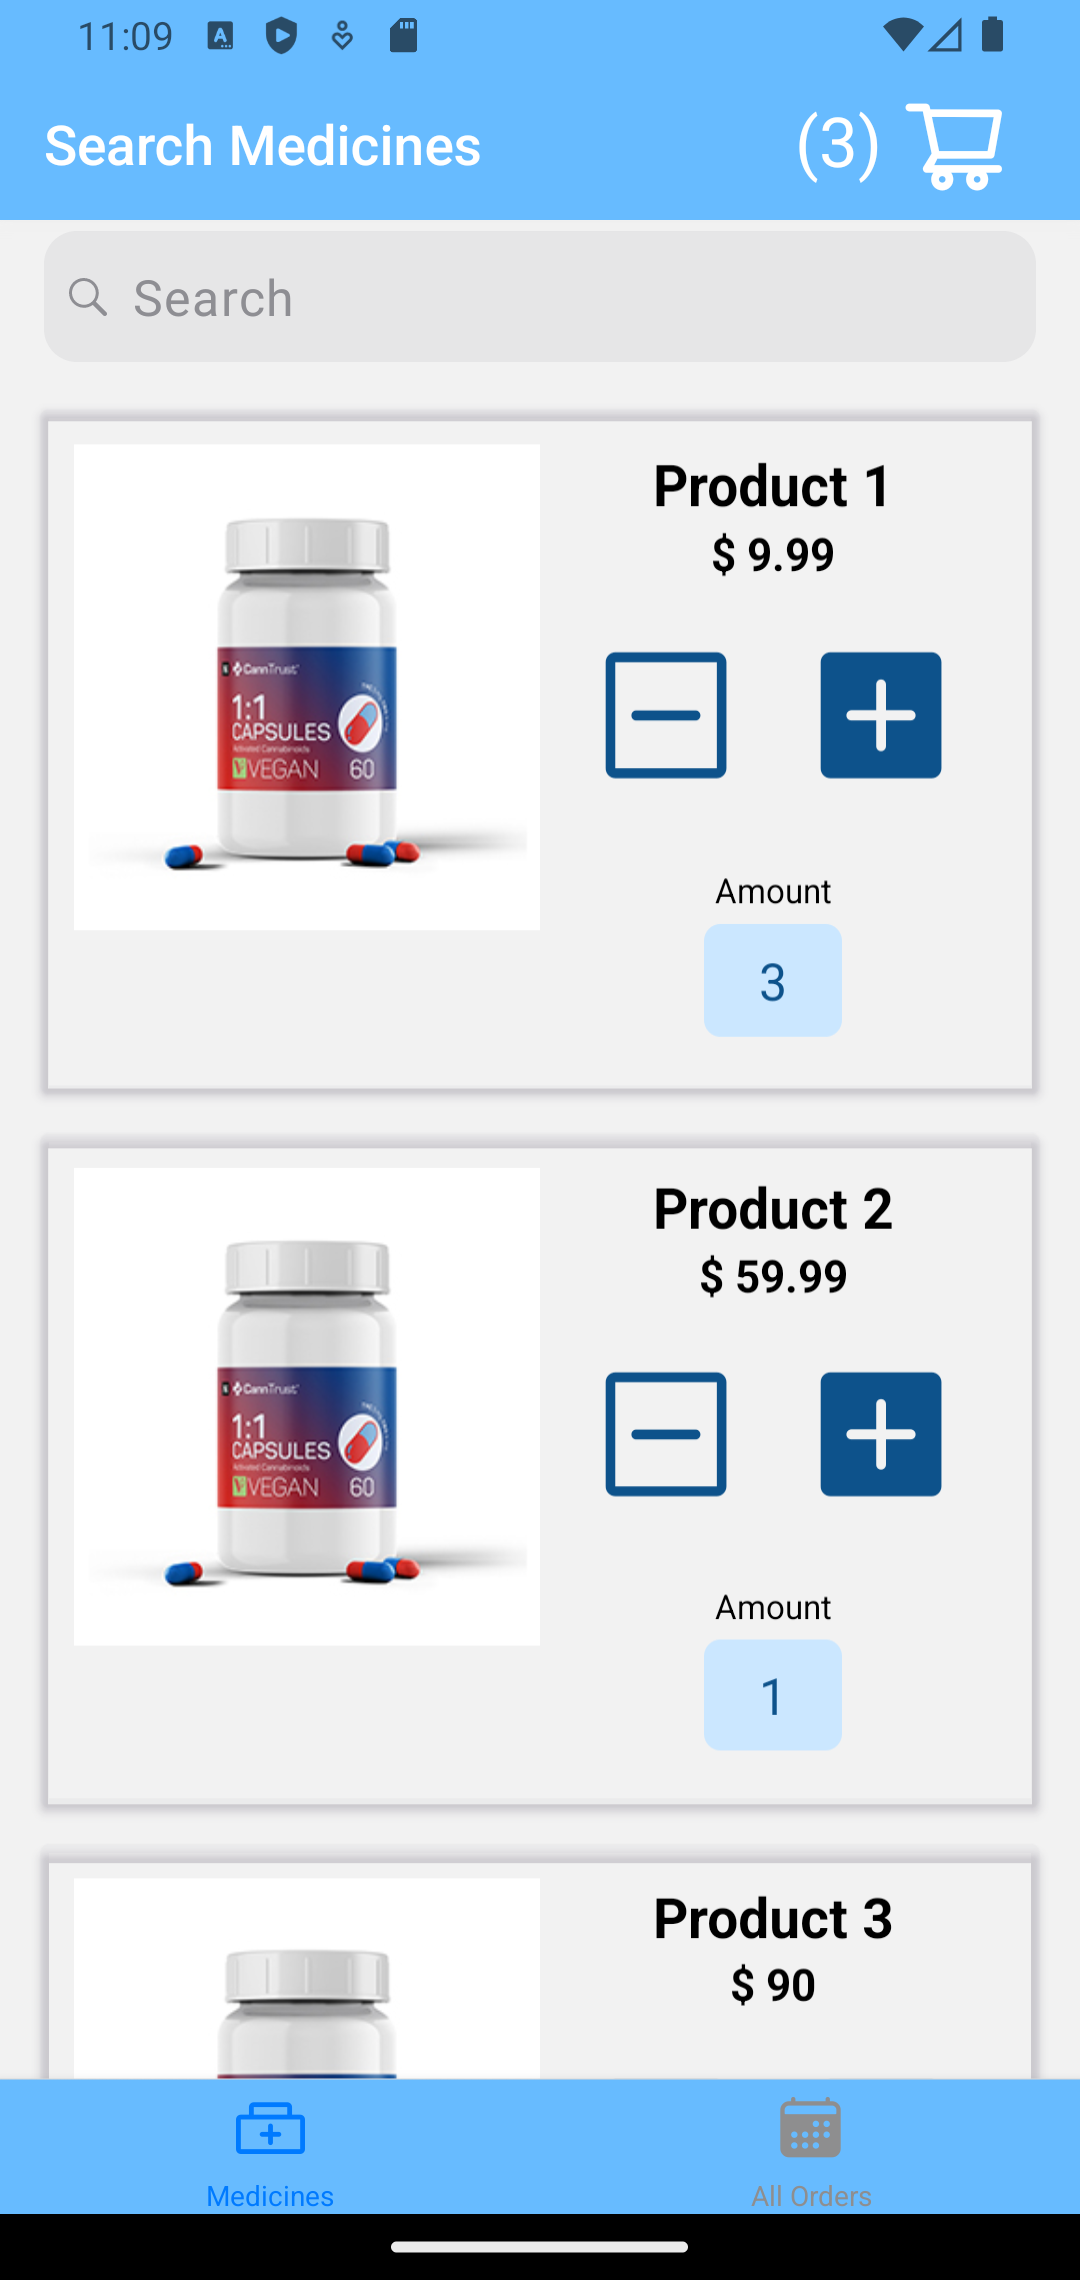 11:09
Search Medicines (3)
Search
Product 1
$ 9.99
CannTrust
1:1
CAPSULES
Activated Cannabinoids
VEGAN 60
Amount
3
Product 2
$ 59.99
CannTrust
1:1
CAPSULES
Activated Cannabinoids
VEGAN 60
Amount
1
Product 3
$ 90
Medicines
All Orders